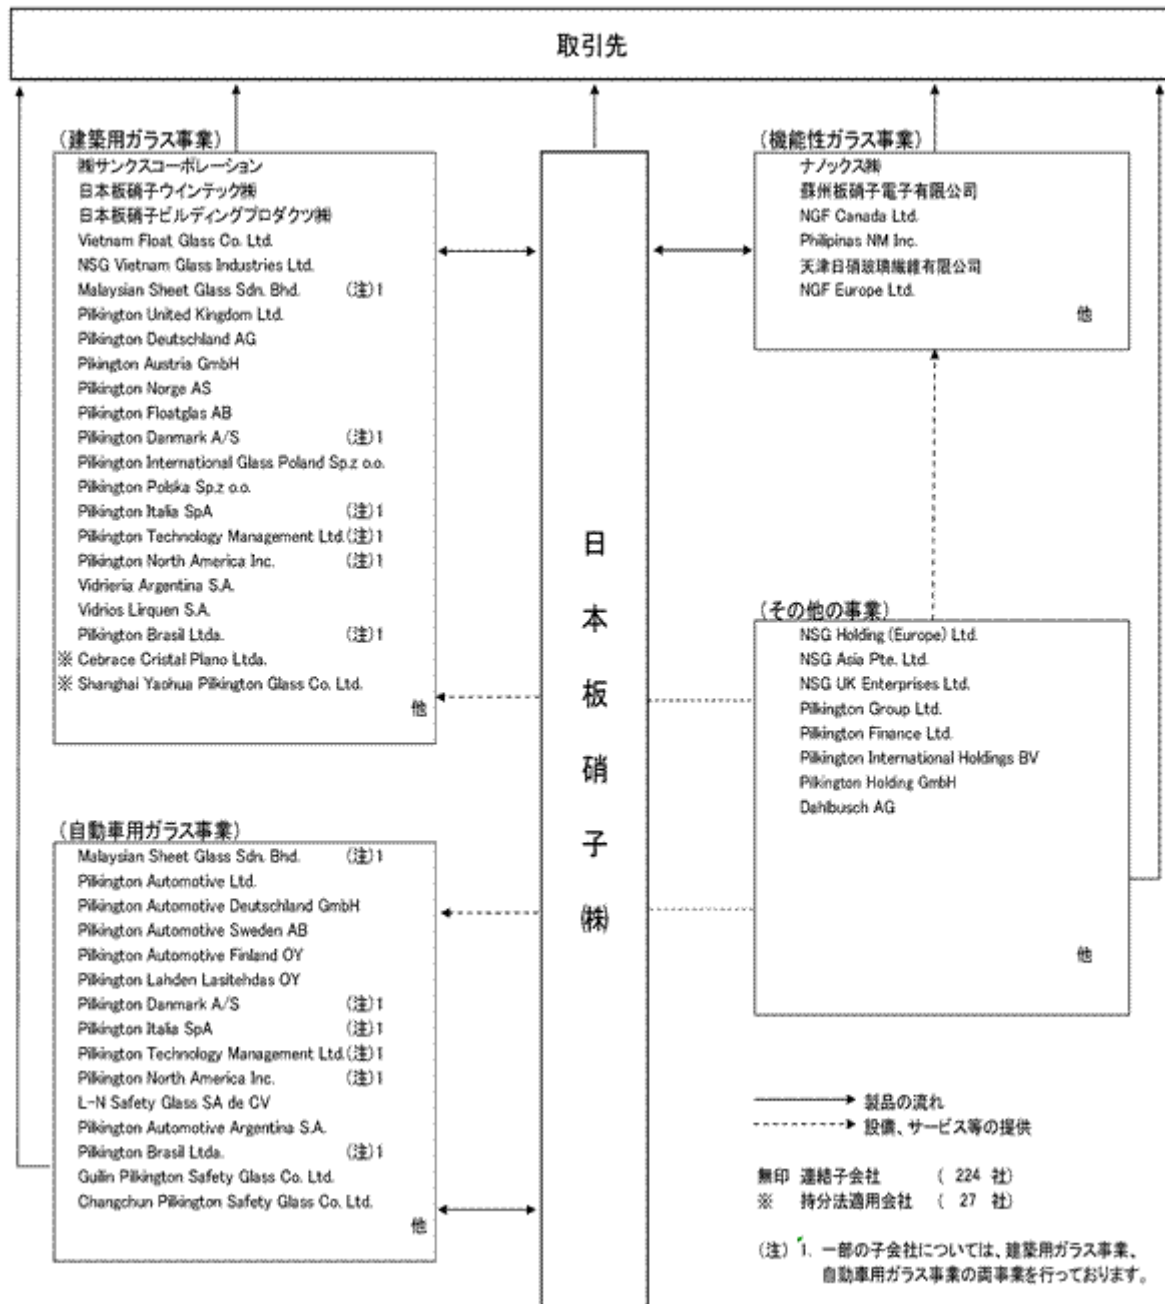 取引先
(建築用ガラス事業)
㈱サンクスコーポレーション
日本板硝子ウインテック㈱
日本板硝子ビルディングプロダクツ㈱
Vietnam Float Glass Co. Ltd.
NSG Vietnam Glass Industries Ltd.
Malaysian Sheet Glass Sdn. Bhd. (注)1
Pilkington United Kingdom Ltd.
Pilkington Deutschland AG
Pikington Austria GmbH
Pilkington Norge AS
Pilkington Floatglas AB
Pilkington Danmark A/S (注)1
Pilkington International Glass Poland Sp.z o.o.
Pilkington Polska Sp.z o.o.
Pilkington Italia SpA (注)1
Pilkington Technology Management Ltd.(注)1
Pilkington North America Inc. (注)1
Vidrieria Argentina S.A.
Vidrios Lirquen S.A.
Pilkington Brasil Ltda. (注)1
※ Cebrace Cristal Plano Ltda.
※ Shanghai Yaohua Pilkington Glass Co. Ltd.
他
(自動車用ガラス事業)
Malaysian Sheet Glass Sdn. Bhd. (注)1
Pilkington Automotive Ltd.
Pilkington Automotive Deutschland GmbH
Pilkington Automotive Sweden AB
Pilkington Automotive Finland OY
Pilkington Lahden Lasitehdas OY
Pilkington Danmark A/S (注)1
Pilkington Italia SpA (注)1
Pilkington Technology Management Ltd.(注)1
Pilkington North America Inc. (注)1
L-N Safety Glass SA de CV
Pilkington Automotive Argentina S.A.
Pilkington Brasil Ltda. (注)1
Guilin Pilkington Safety Glass Co. Ltd.
Changchun Pilkington Safety Glass Co. Ltd.
他
日本板硝子㈱
(機能性ガラス事業)
ナノックス㈱
蘇州板硝子電子有限公司
NGF Canada Ltd.
Philipinas NM Inc.
天津日硝玻璃繊維有限公司
NGF Europe Ltd.
他
(その他の事業)
NSG Holding (Europe) Ltd.
NSG Asia Pte. Ltd.
NSG UK Enterprises Ltd.
Pilkington Group Ltd.
Pilkington Finance Ltd.
Pilkington International Holdings BV
Pilkington Holding GmbH
Dahlbusch AG
他
製品の流れ
設備、サービス等の提供
無印 連結子会社 ( 224 社)
※ 持分法適用会社 ( 27 社)
(注) 1. 一部の子会社については、建築用ガラス事業、
自動車用ガラス事業の両事業を行っております。